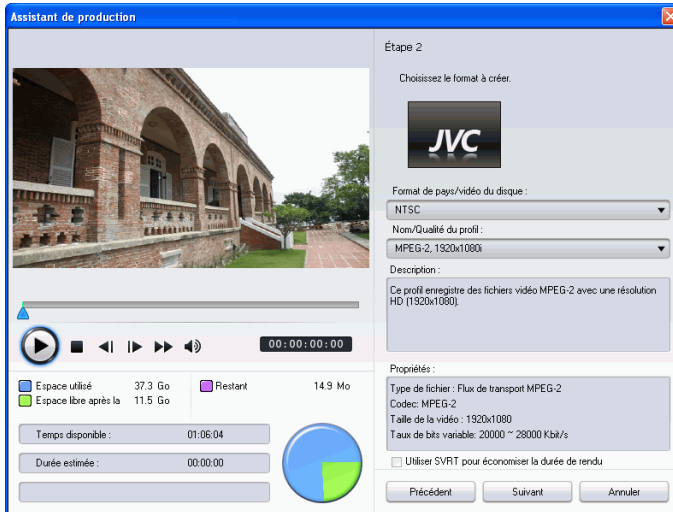 Assistant de production
Étape 2
Choisissez le format à créer.
JVC
Format de pays/vidéo du disque :
NTSC
Nom/Qualité du profil :
MPEG-2, 1920x1080i
Description :
Ce profil enregistre des fichiers vidéo MPEG-2 avec une résolution
HD (1920x1080).
00:00:00:00
Espace utilisé 37.3 Go
Restant 14.9 Mo
Espace libre après la 11.5 Go
Temps disponible : 01:06:04
Durée estimée : 00:00:00
Propriétés :
Type de fichier : Flux de transport MPEG-2
Codec: MPEG-2
Taille de la vidéo : 1920x1080
Taux de bits variable: 20000 ~ 28000 Kbit/s
Utiliser SVRT pour économiser la durée de rendu
Précédent
Suivant
Annuler